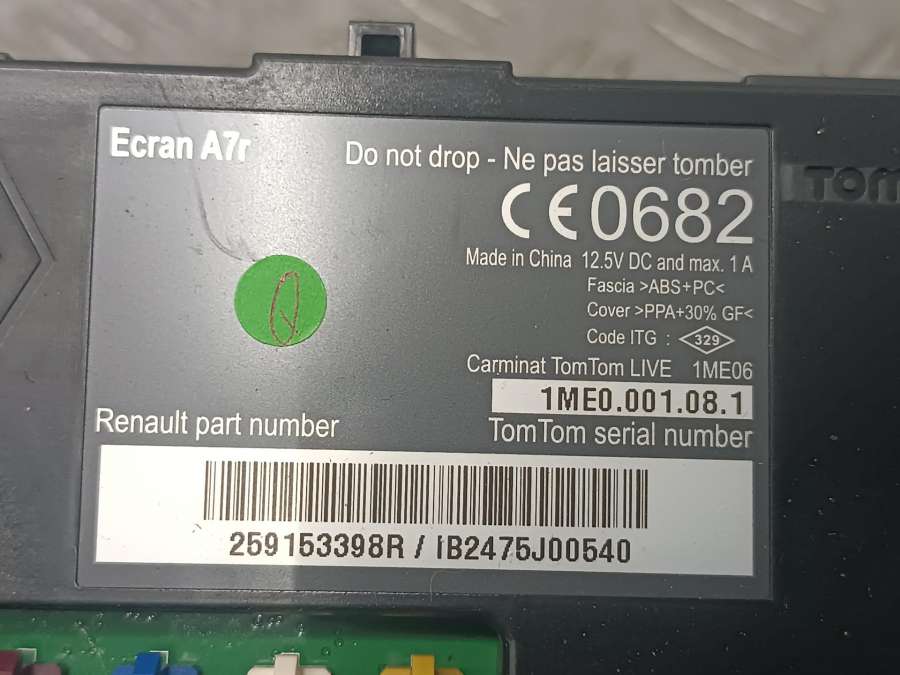 Ecran A7r
Do not drop - Ne pas laisser tomber
CE 0682
Made in China 12.5V DC and max. 1 A
Fascia >ABS+PC<
Cover >PPA+30% GF<
Code ITG : 329
Carminat TomTom LIVE 1ME06
1ME0.001.08.1
Renault part number
TomTom serial number
259153398R / IB2475J00540
TOM